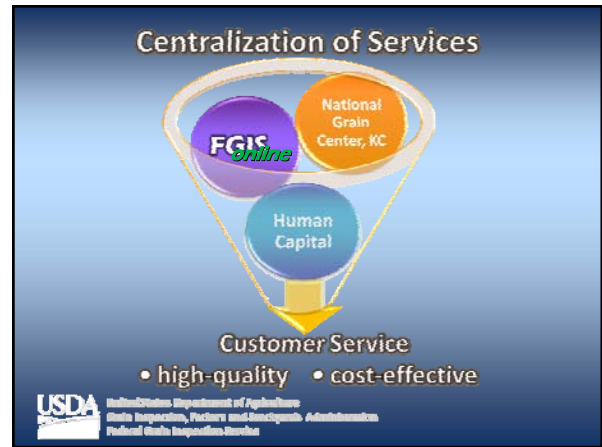 Centralization of Services
FGIS
online
National
Grain
Center, KC
Human
Capital
Customer Service
• high-quality • cost-effective
USDA
United States Department of Agriculture
Grain Inspection, Packers and Stockyards Administration
Federal Grain Inspection Service